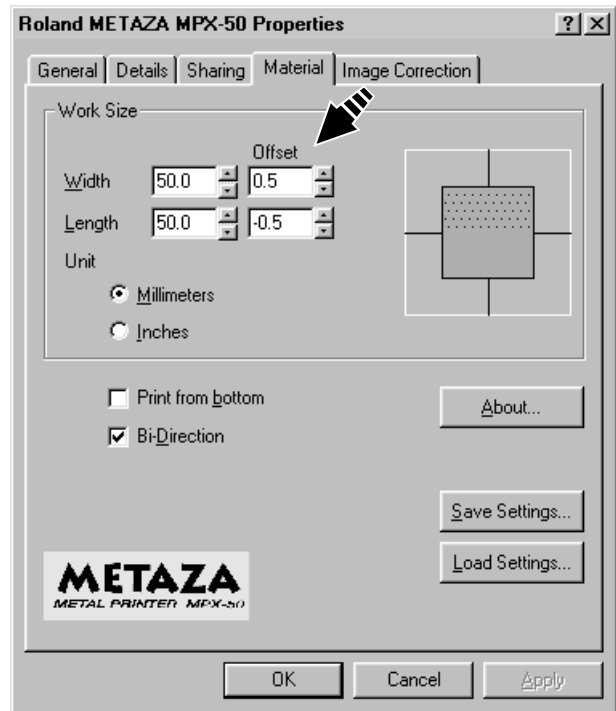 Roland METAZA MPX-50 Properties
General Details Sharing Material Image Correction
Work Size
Offset
Width 50.0 0.5
Length 50.0 -0.5
Unit
Millimeters
Inches
Print from bottom
Bi-Direction
About...
Save Settings...
Load Settings...
METAZA
METAL PRINTER MPX-50
OK Cancel Apply